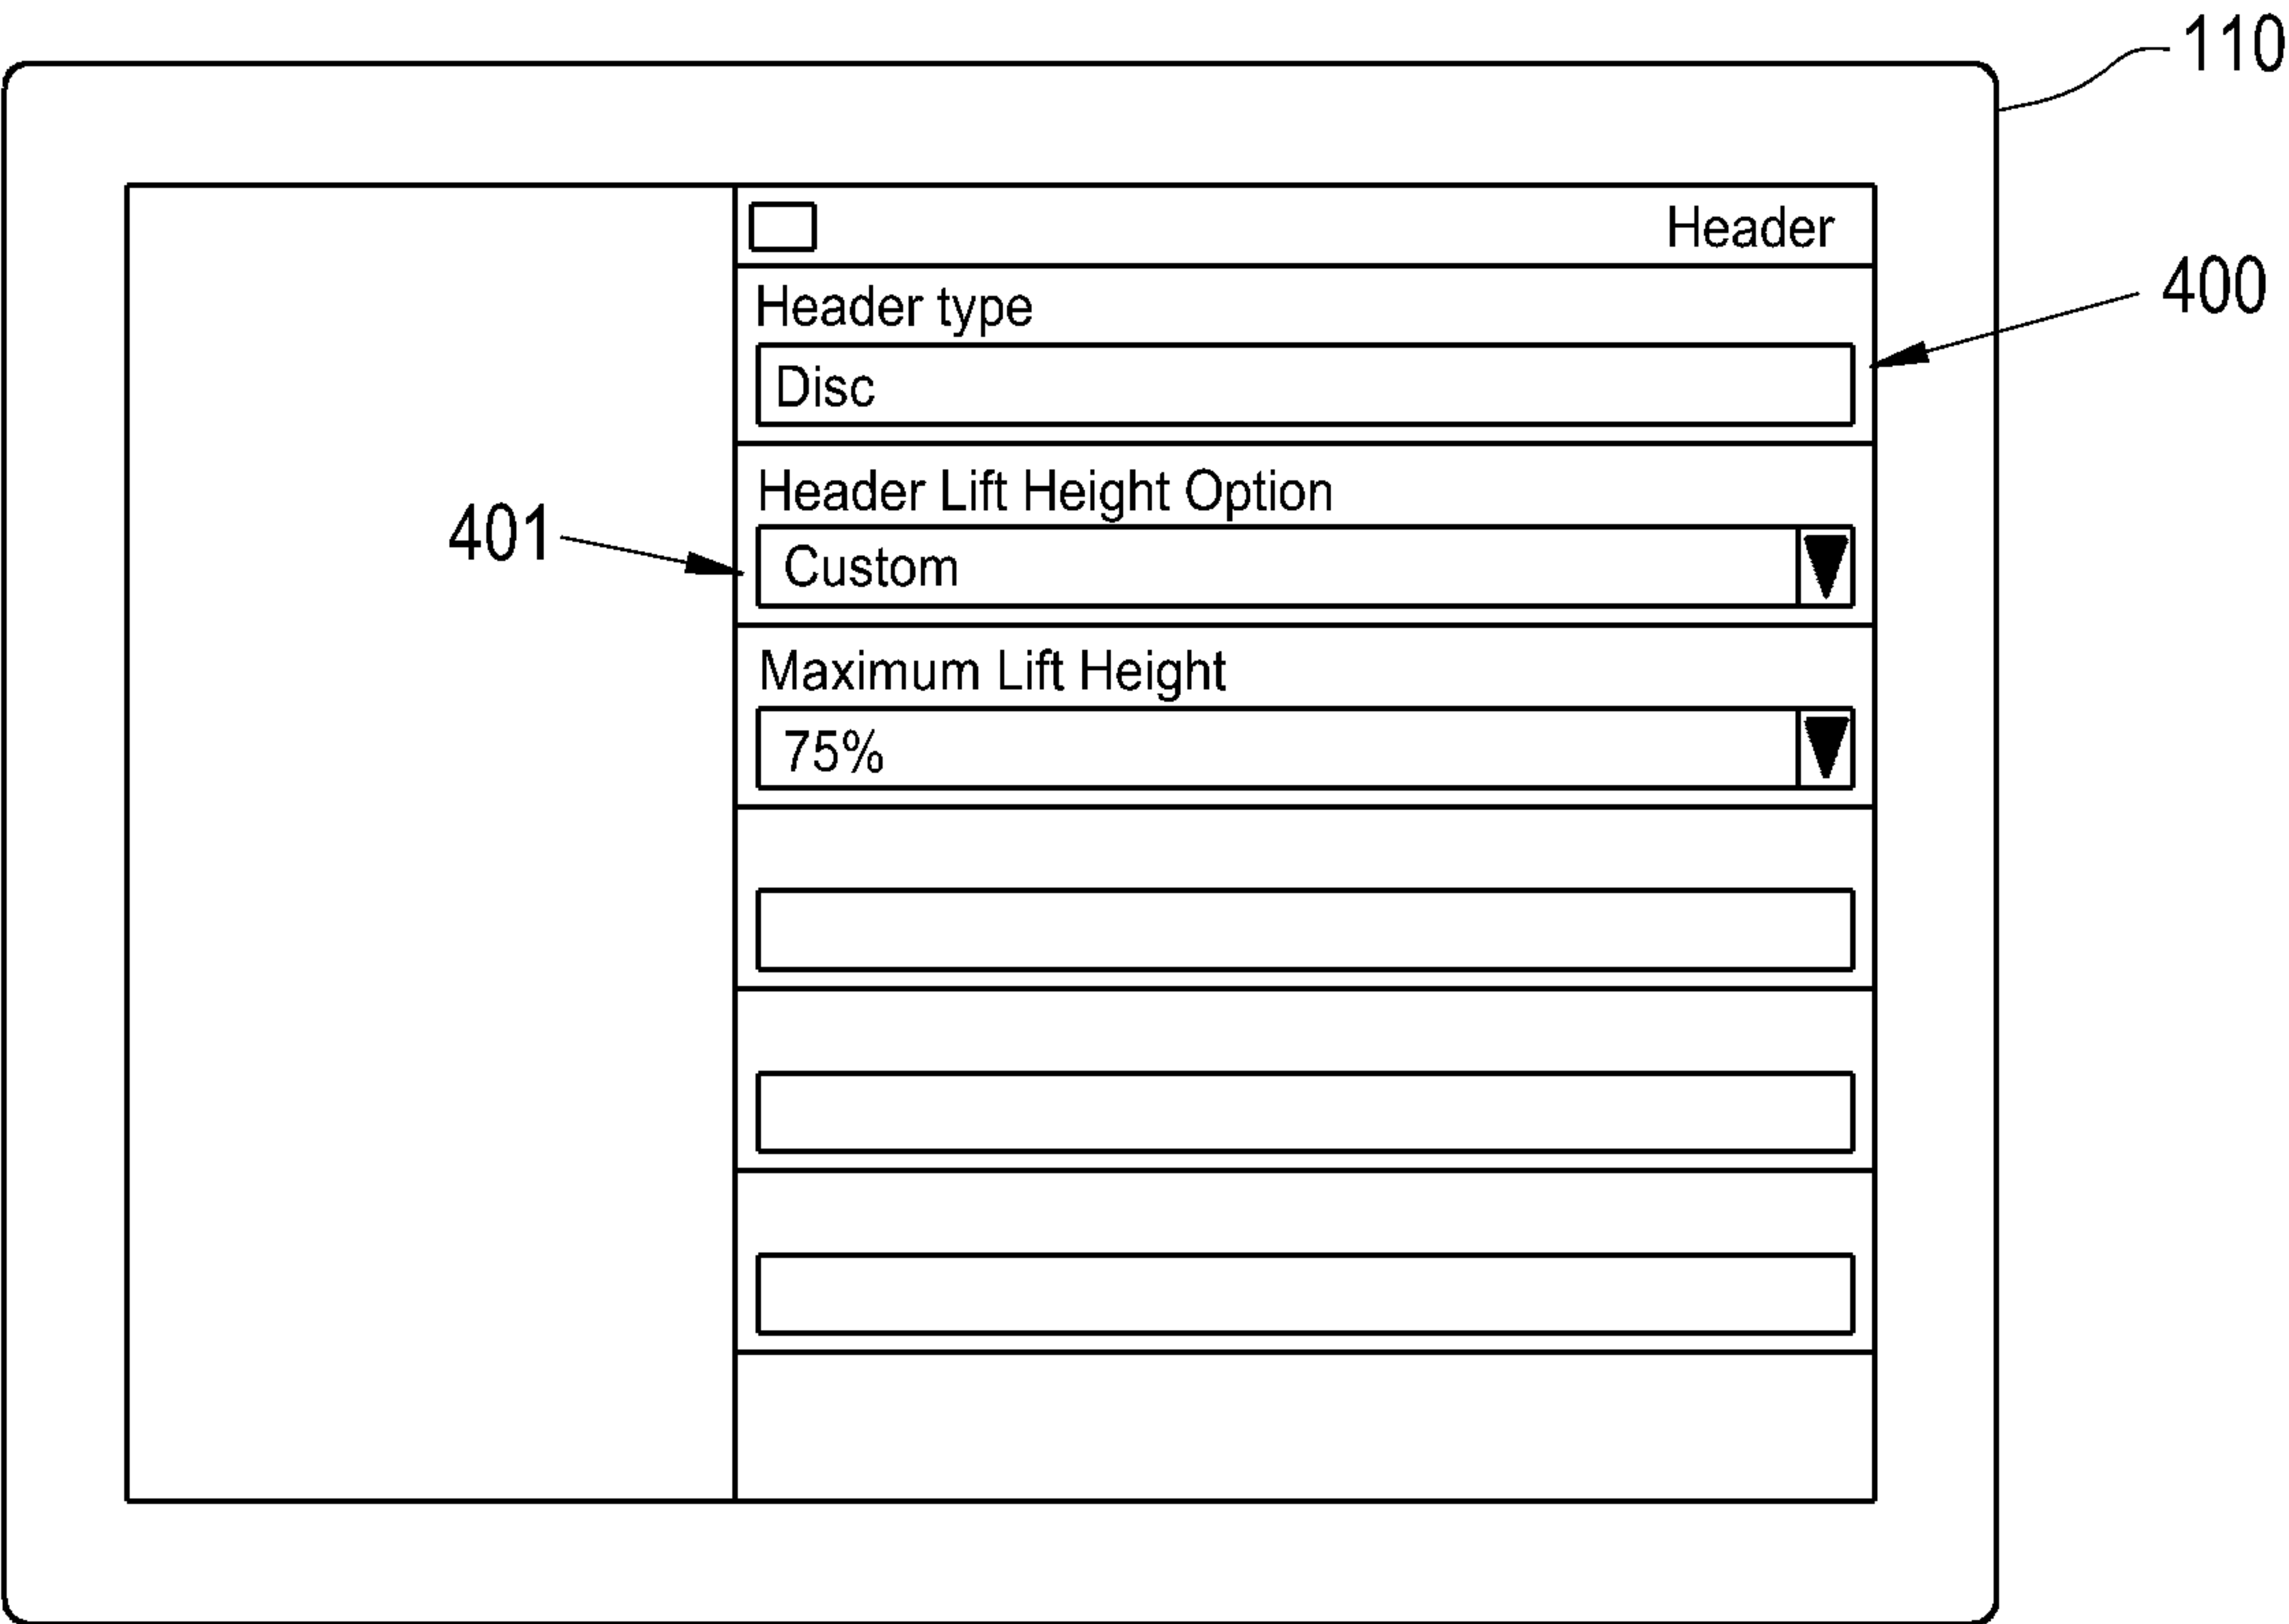 110
Header
Header type
400
Disc
Header Lift Height Option
401
Custom
Maximum Lift Height
75%